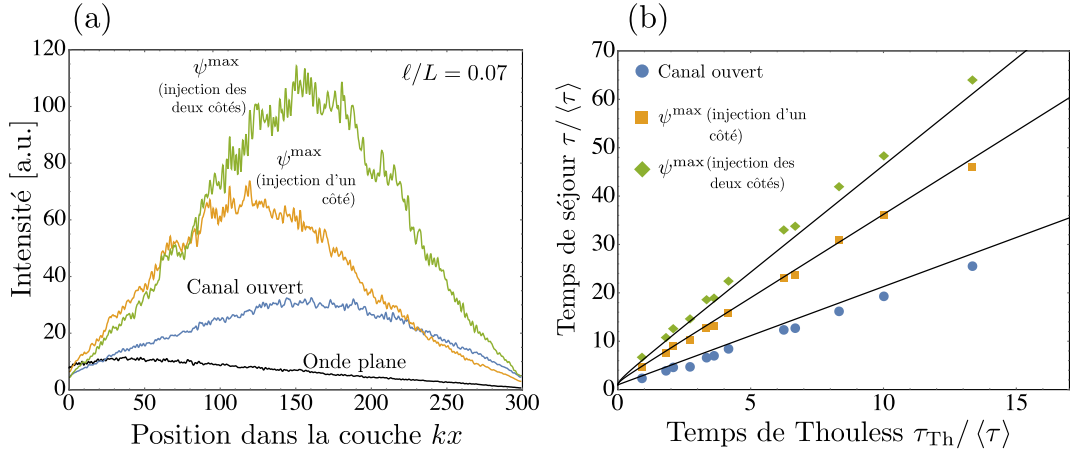 (a)
120
100
80
60
40
20
0
Intensité [a.u.]
ψ^max
(injection des
deux côtés)
ℓ/L = 0.07
ψ^max
(injection d'un
côté)
Canal ouvert
Onde plane
0 50 100 150 200 250 300
Position dans la couche kx
(b)
70
60
50
40
30
20
10
0
Temps de séjour τ/⟨τ⟩
Canal ouvert
ψ^max (injection d'un
côté)
ψ^max (injection des
deux côtés)
0 5 10 15
Temps de Thouless τ_Th/⟨τ⟩